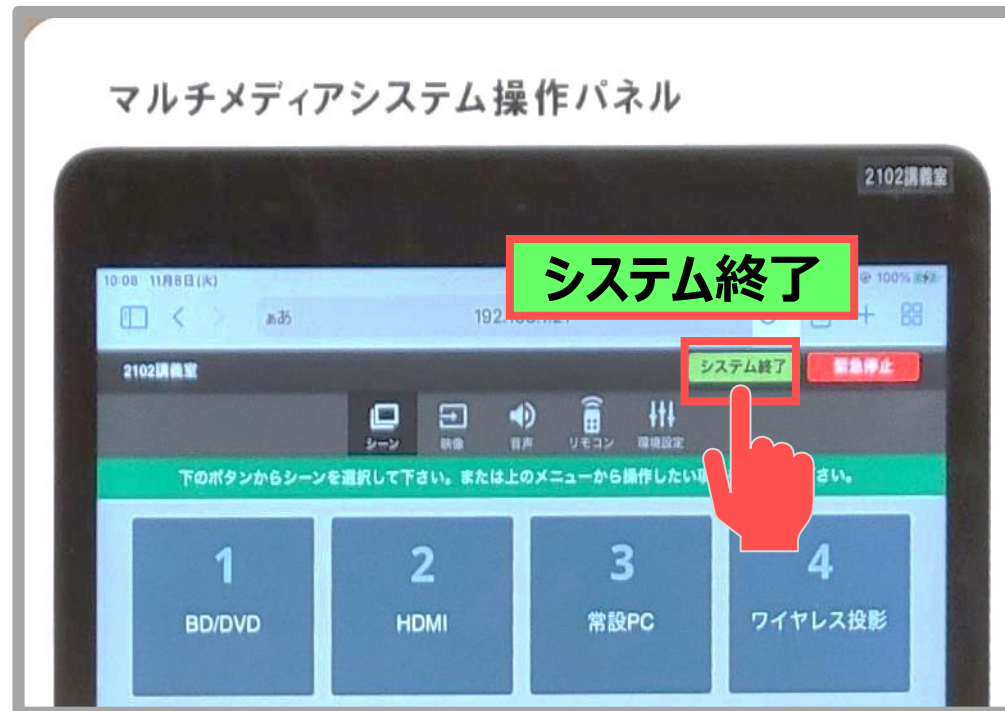 マルチメディアシステム操作パネル
2102講義室
システム終了
10:08 11月8日(火)
100%
ぁあ
192.
2102講義室
システム終了
緊急停止
シーン
映像
音声
リモコン
環境設定
下のボタンからシーンを選択して下さい。または上のメニューから操作したい
さい。
1
2
3
4
BD/DVD
HDMI
常設PC
ワイヤレス投影